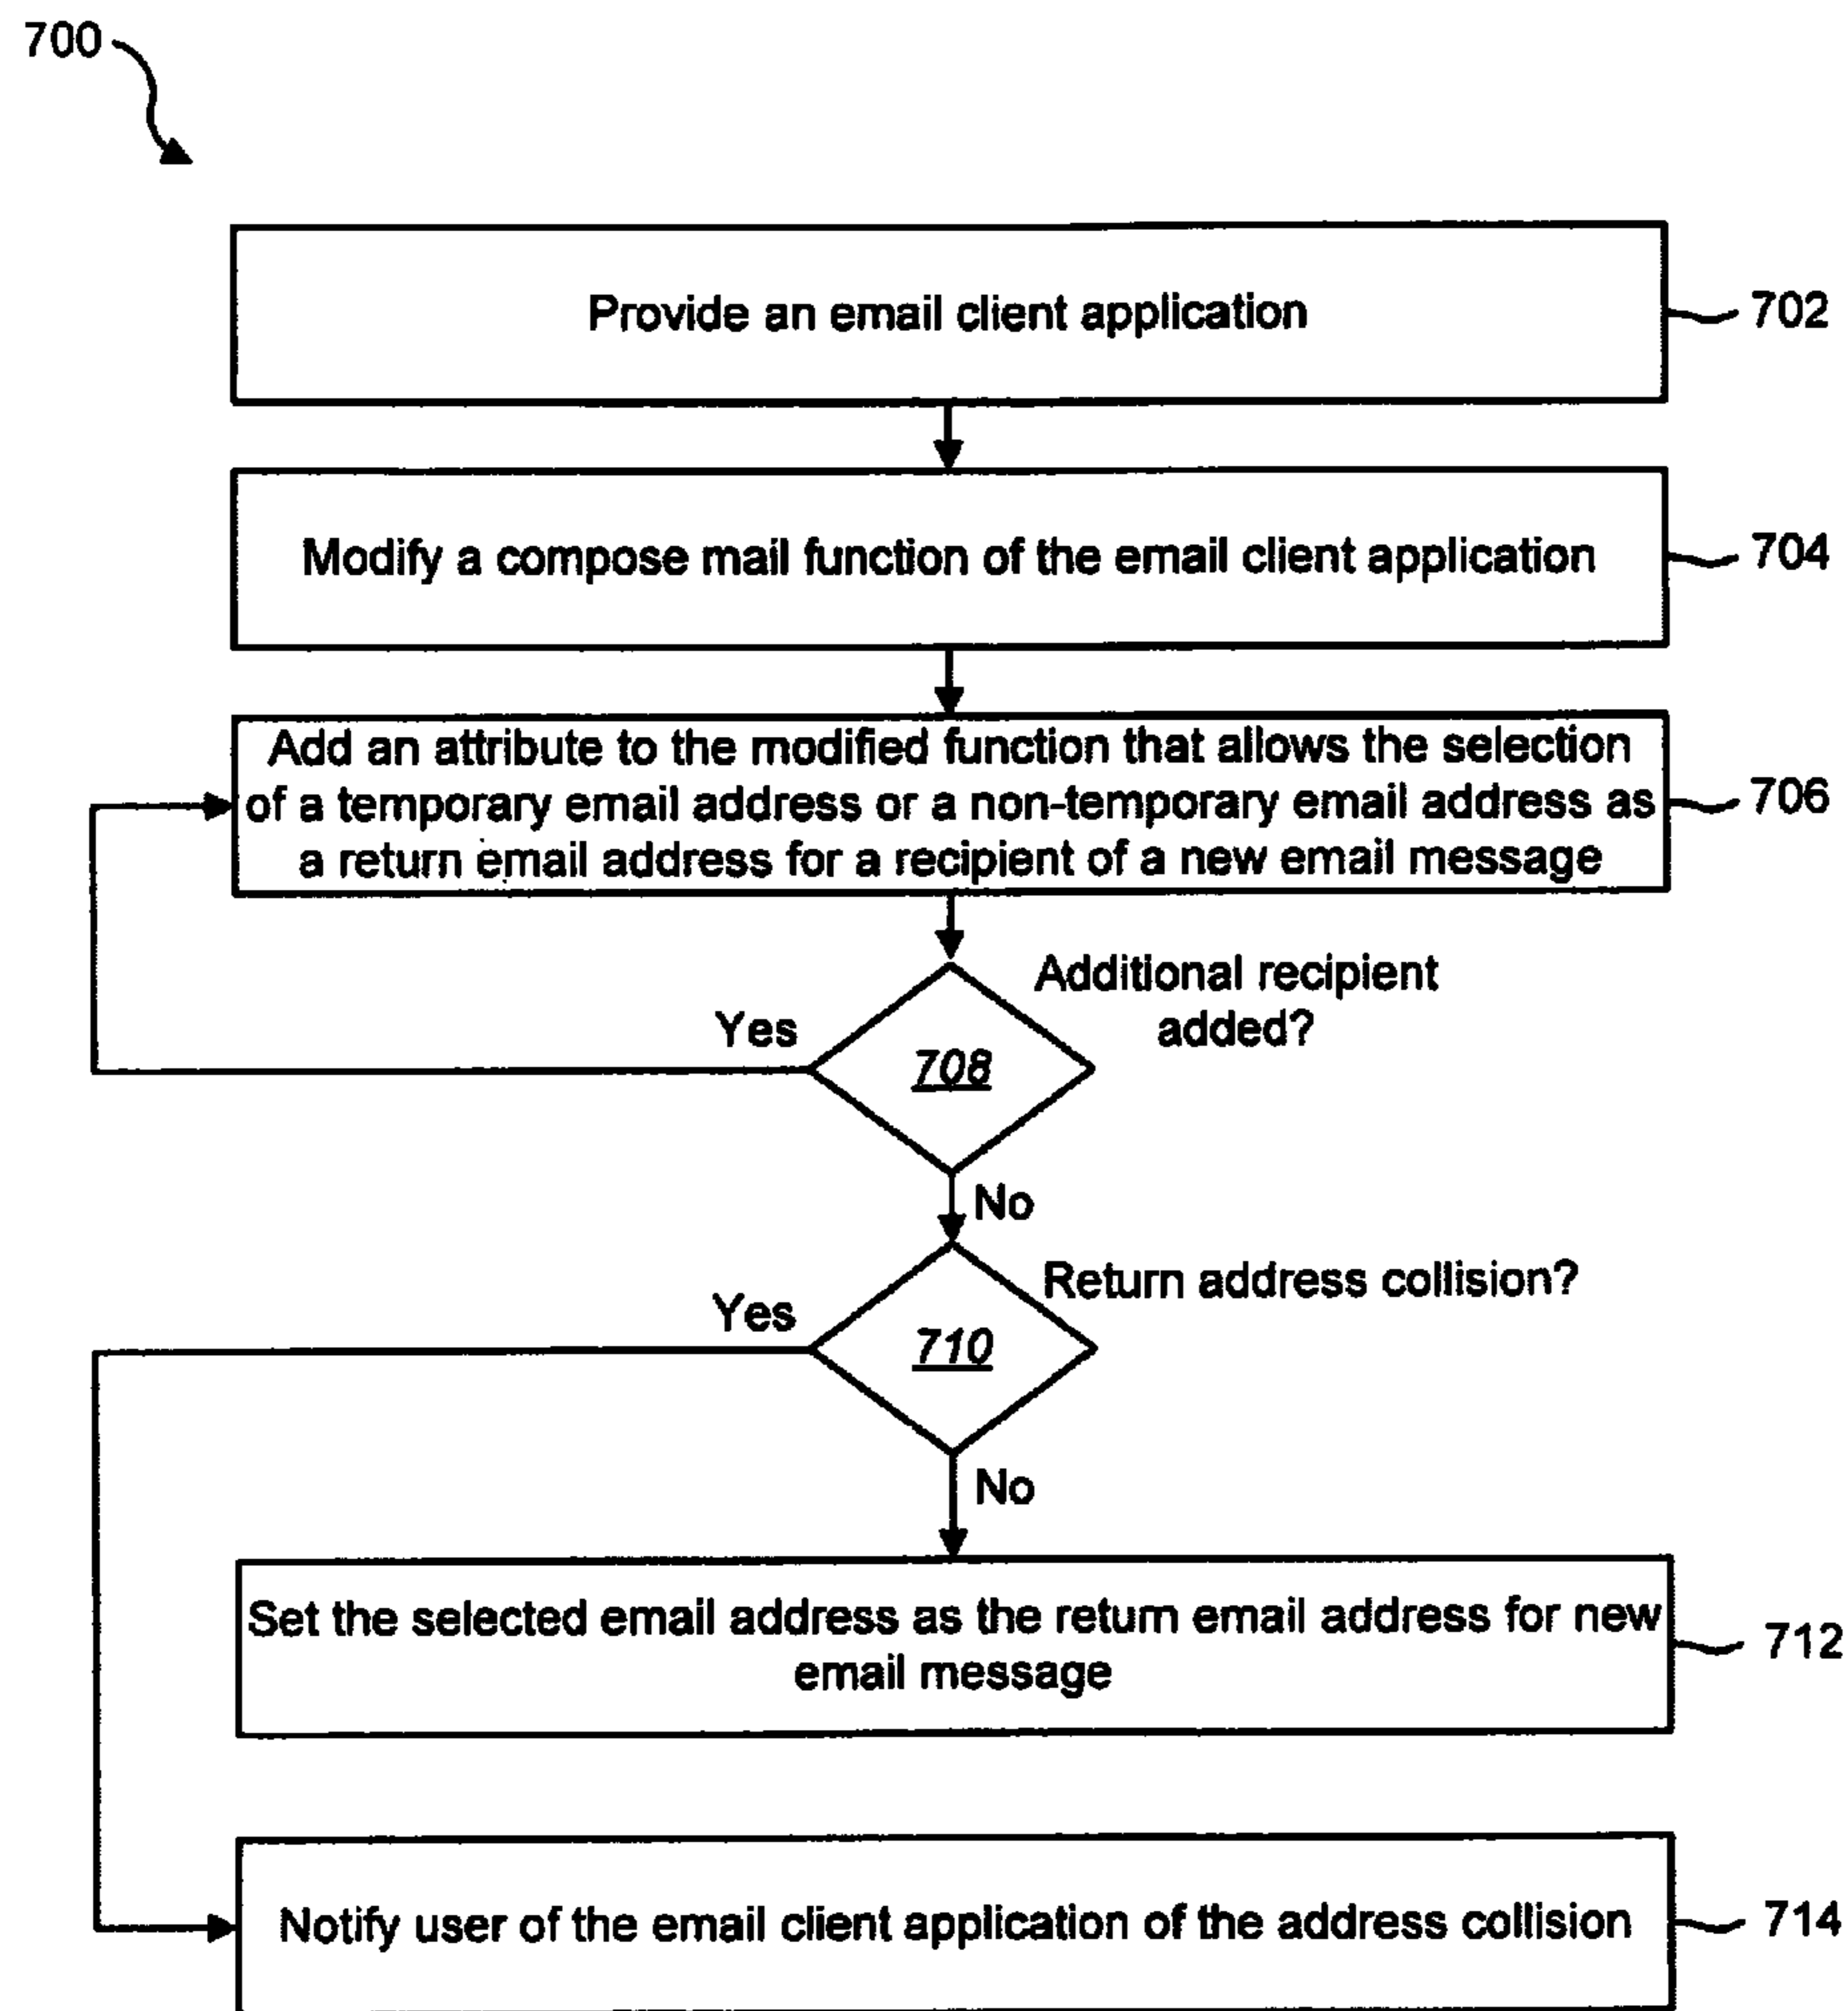 700
Provide an email client application
702
Modify a compose mail function of the email client application
704
Add an attribute to the modified function that allows the selection
of a temporary email address or a non-temporary email address as
a return email address for a recipient of a new email message
706
Additional recipient
added?
Yes
708
No
Return address collision?
Yes
710
No
Set the selected email address as the return email address for new
email message
712
Notify user of the email client application of the address collision
714